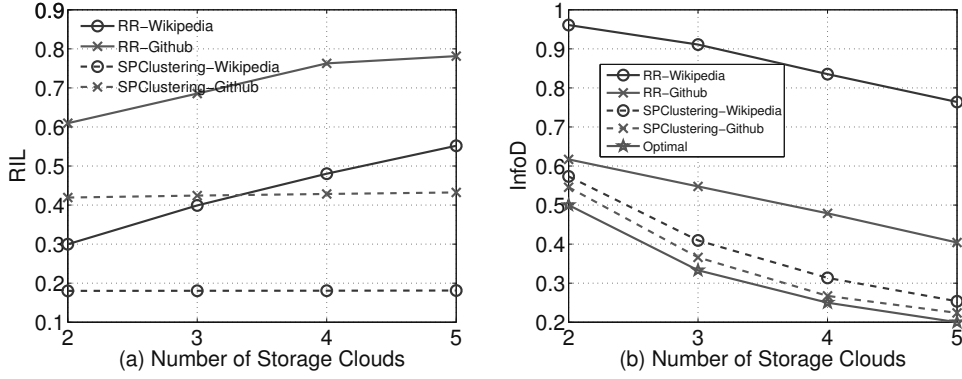 0.9
0.8
0.7
0.6
0.5
0.4
0.3
0.2
0.1
RIL
RR−Wikipedia
RR−Github
SPClustering−Wikipedia
SPClustering−Github
2
3
4
5
(a) Number of Storage Clouds
1
0.9
0.8
0.7
0.6
0.5
0.4
0.3
0.2
InfoD
RR−Wikipedia
RR−Github
SPClustering−Wikipedia
SPClustering−Github
Optimal
2
3
4
5
(b) Number of Storage Clouds